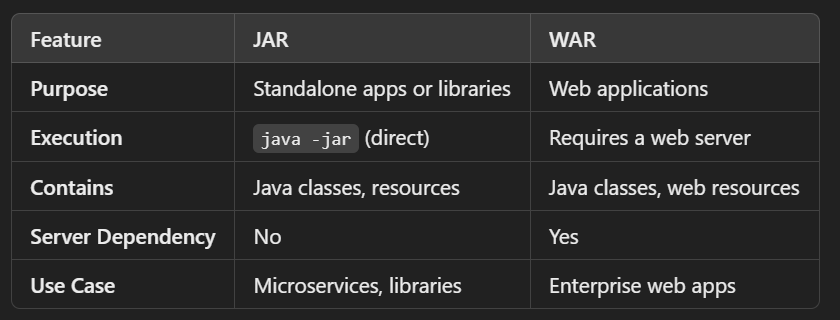 Feature JAR WAR
Purpose Standalone apps or libraries Web applications
Execution java -jar (direct) Requires a web server
Contains Java classes, resources Java classes, web resources
Server Dependency No Yes
Use Case Microservices, libraries Enterprise web apps